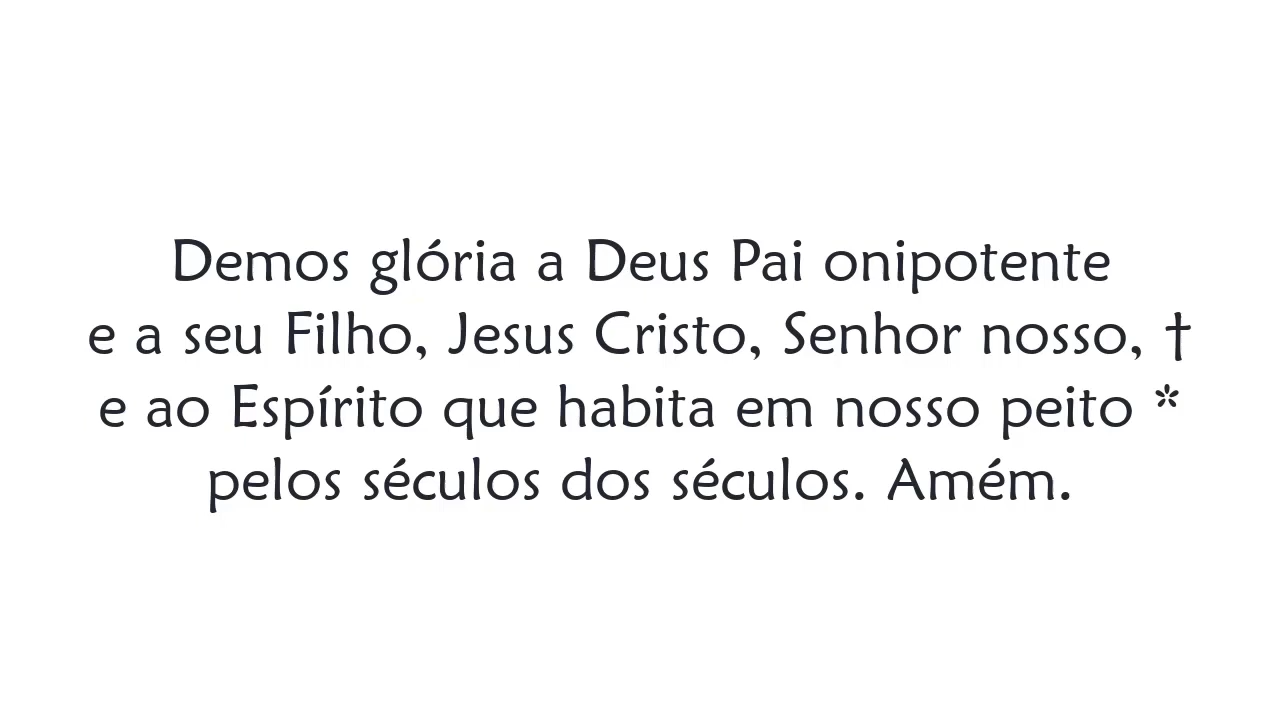 Demos glória a Deus Pai onipotente
e a seu Filho, Jesus Cristo, Senhor nosso, †
e ao Espírito que habita em nosso peito *
pelos séculos dos séculos. Amém.